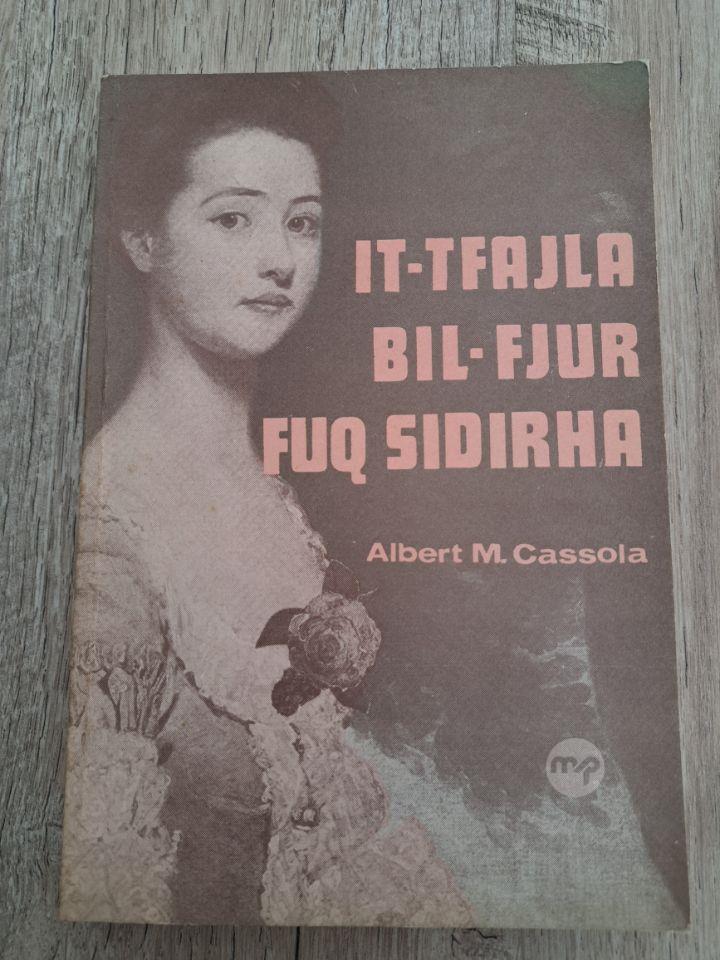 IT-TFAJLA
BIL-FJUR
FUQ SIDIRHA
Albert M. Cassola
mp